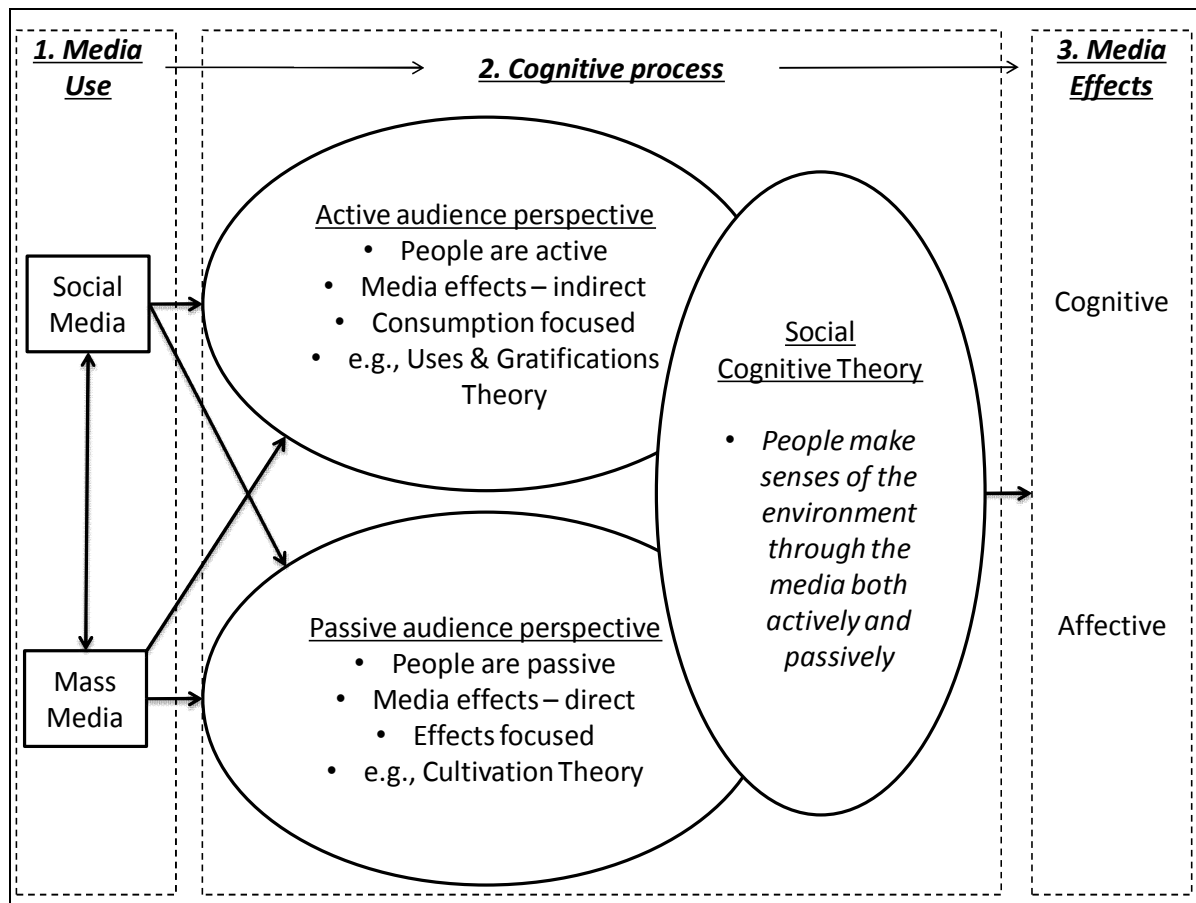 1. Media
Use
2. Cognitive process
3. Media
Effects
Social
Media
Mass
Media
Active audience perspective
• People are active
• Media effects – indirect
• Consumption focused
• e.g., Uses & Gratifications
Theory
Passive audience perspective
• People are passive
• Media effects – direct
• Effects focused
• e.g., Cultivation Theory
Social
Cognitive Theory
• People make
senses of the
environment
through the
media both
actively and
passively
Cognitive
Affective